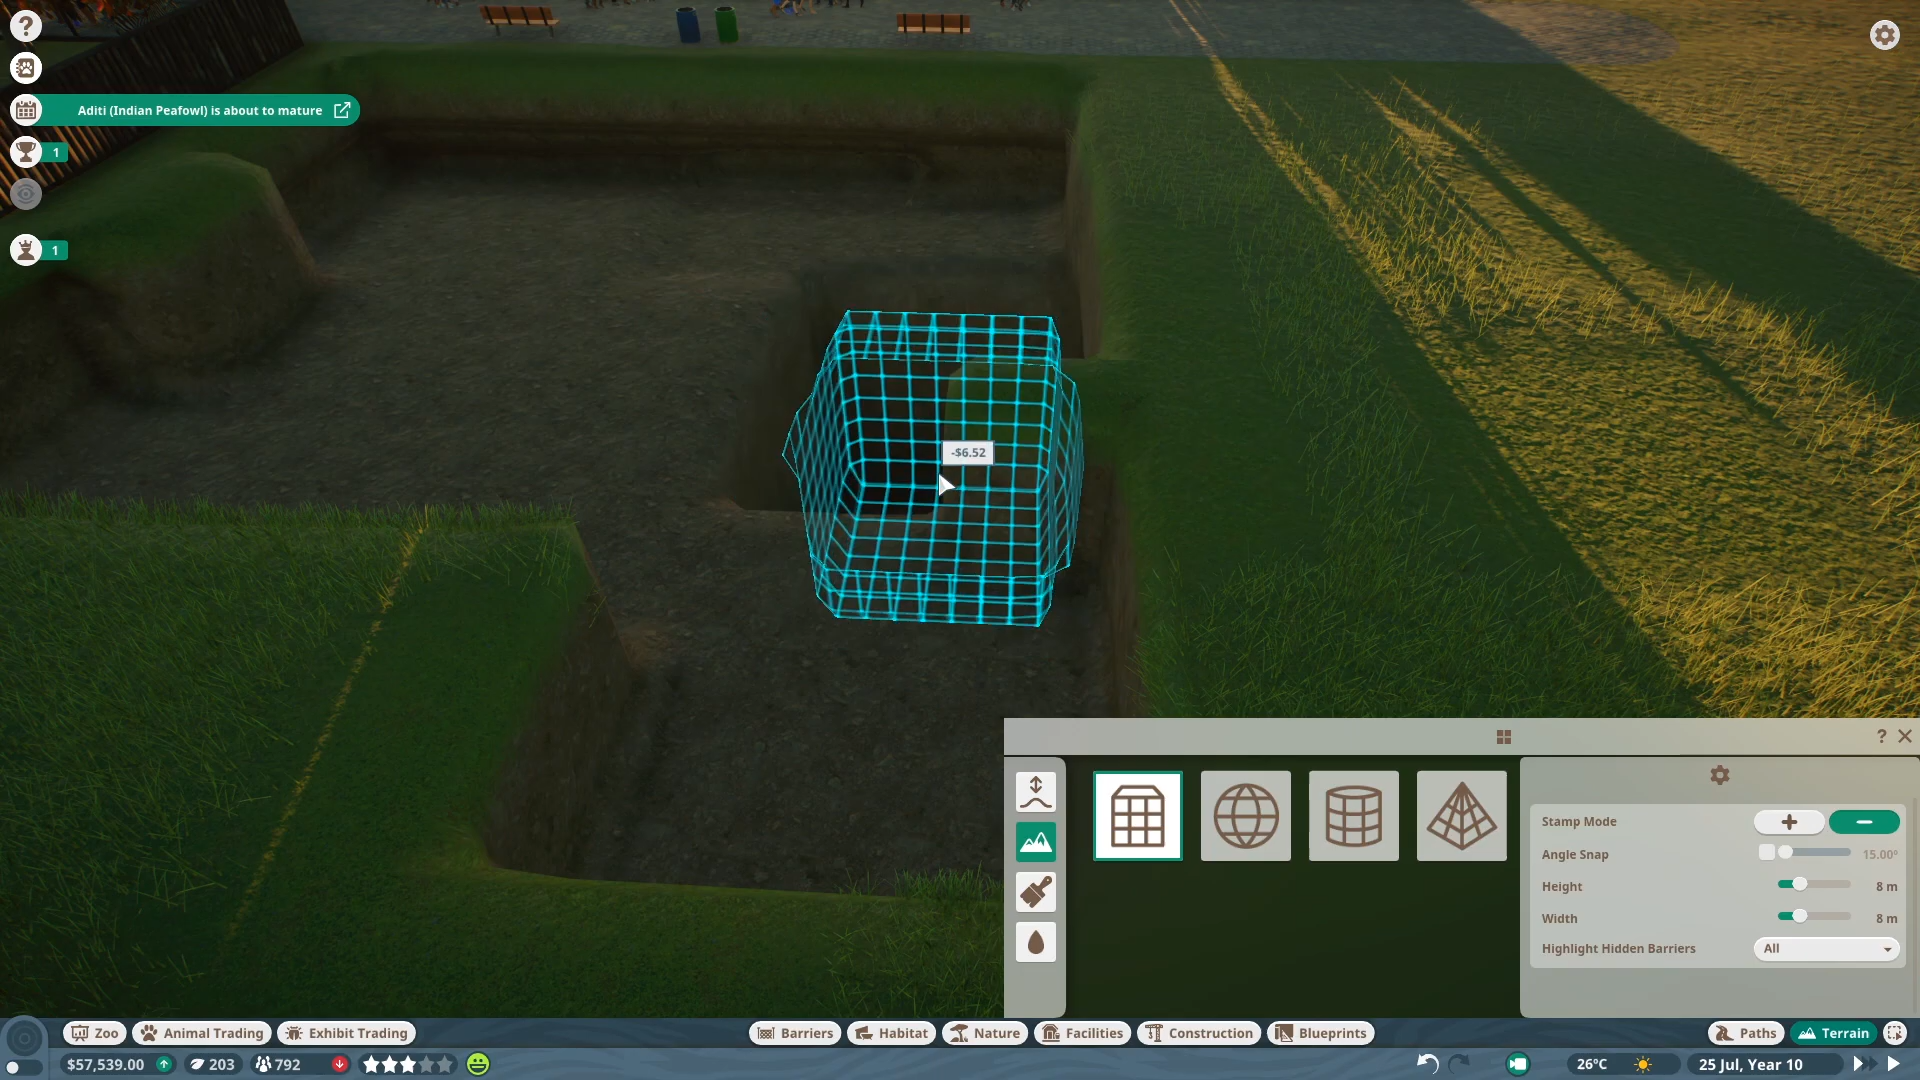 ?
Aditi (Indian Peafowl) is about to mature
1
1
-$6.52
?
Stamp Mode
Angle Snap 15.00°
Height 8 m
Width 8 m
Highlight Hidden Barriers All
Zoo Animal Trading Exhibit Trading Barriers Habitat Nature Facilities Construction Blueprints Paths Terrain
$57,539.00 203 792 26°C 25 Jul, Year 10